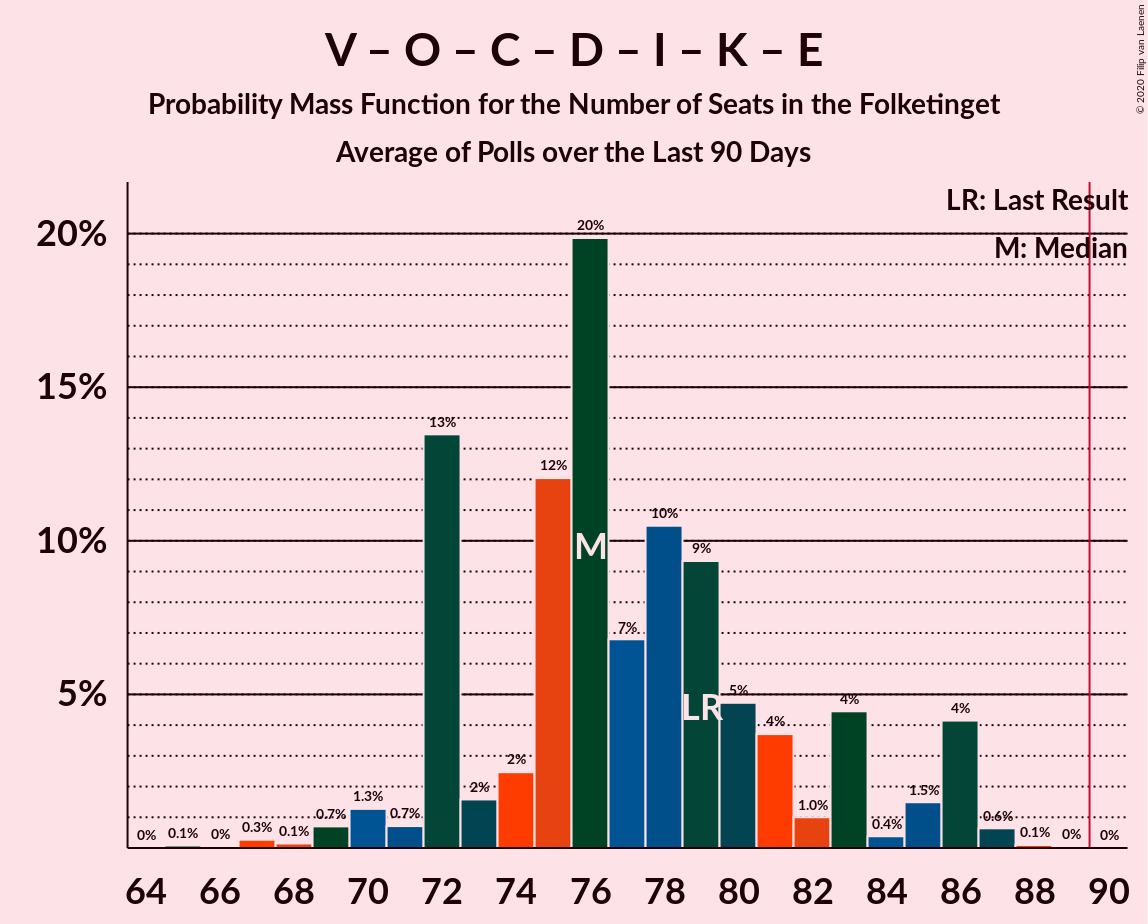 V – O – C – D – I – K – E
Probability Mass Function for the Number of Seats in the Folketinget
Average of Polls over the Last 90 Days
© 2020 Filip van Laenen
LR: Last Result
M: Median
20%
15%
10%
5%
0% 0.1% 0% 0.3% 0.1% 0.7% 1.3% 0.7% 13% 2% 2% 12% 20% 7% 10% 9% 5% 4% 1.0% 4% 0.4% 1.5% 4% 0.6% 0.1% 0% 0%
M
LR
64 66 68 70 72 74 76 78 80 82 84 86 88 90